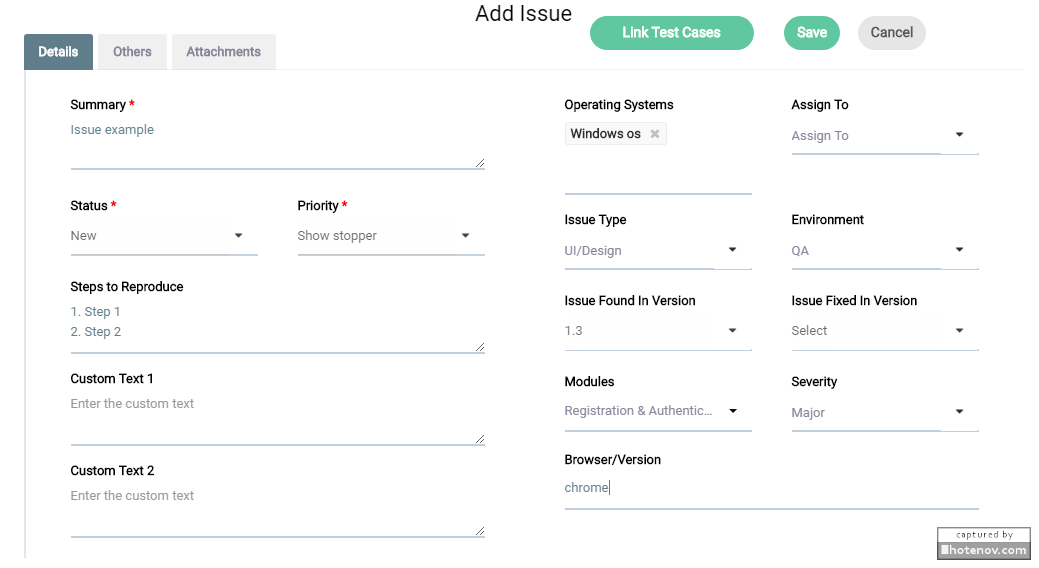 Add Issue
Link Test Cases
Save
Cancel
Details
Others
Attachments
Summary *
Issue example
Status *
New
Priority *
Show stopper
Steps to Reproduce
1. Step 1
2. Step 2
Custom Text 1
Enter the custom text
Custom Text 2
Enter the custom text
Operating Systems
Windows os ×
Assign To
Assign To
Issue Type
UI/Design
Environment
QA
Issue Found In Version
1.3
Issue Fixed In Version
Select
Modules
Registration & Authentic...
Severity
Major
Browser/Version
chrome
captured by
hotenov.com